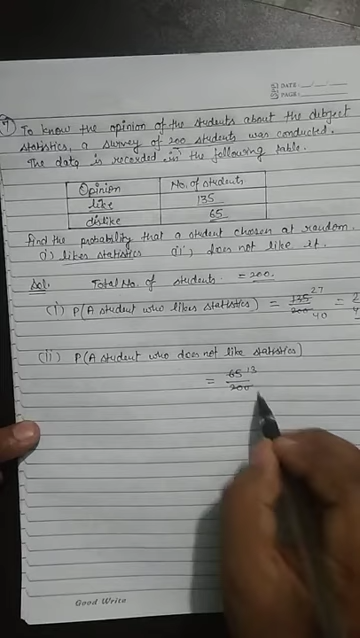 DATE: __/__/__
PAGE:
7) To know the opinion of the students about the subject
statistics, a survey of 200 students was conducted.
The data is recorded in the following table.
Opinion No. of students
like 135
dislike 65
Find the probability that a student chosen at random.
(i) likes statistics (ii) does not like it.
Sol. Total No. of students = 200.
(i) P(A student who likes statistics) = 135/200 27 40 =
(ii) P(A student who does not like statistics)
= 65/200 13
Good Write